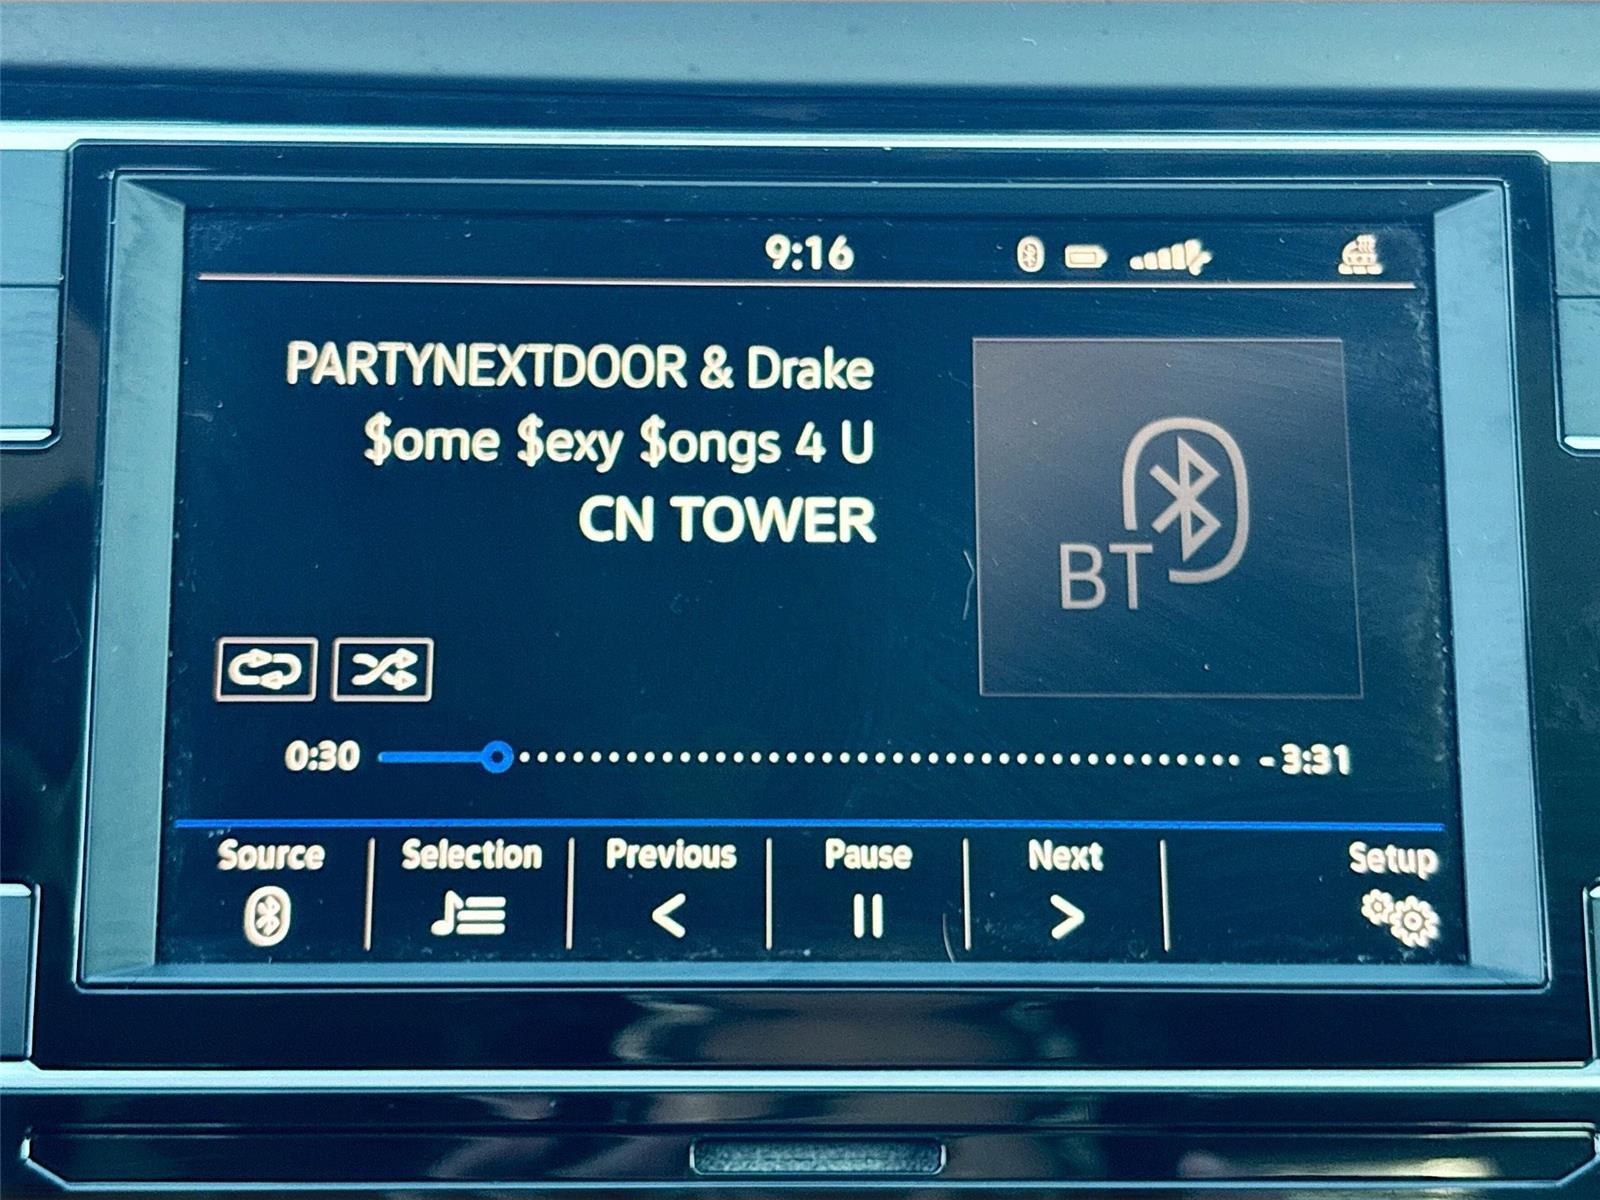 9:16
PARTYNEXTDOOR & Drake
$ome $exy $ongs 4 U
CN TOWER
BT
0:30 -3:31
Source Selection Previous Pause Next Setup